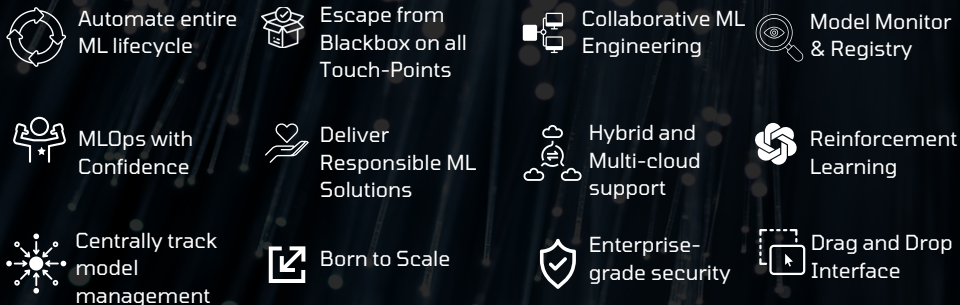 Automate entire
ML lifecycle
Escape from
Blackbox on all
Touch-Points
Collaborative ML
Engineering
Model Monitor
& Registry
MLOps with
Confidence
Deliver
Responsible ML
Solutions
Hybrid and
Multi-cloud
support
Reinforcement
Learning
Centrally track
model
management
Born to Scale
Enterprise-
grade security
Drag and Drop
Interface